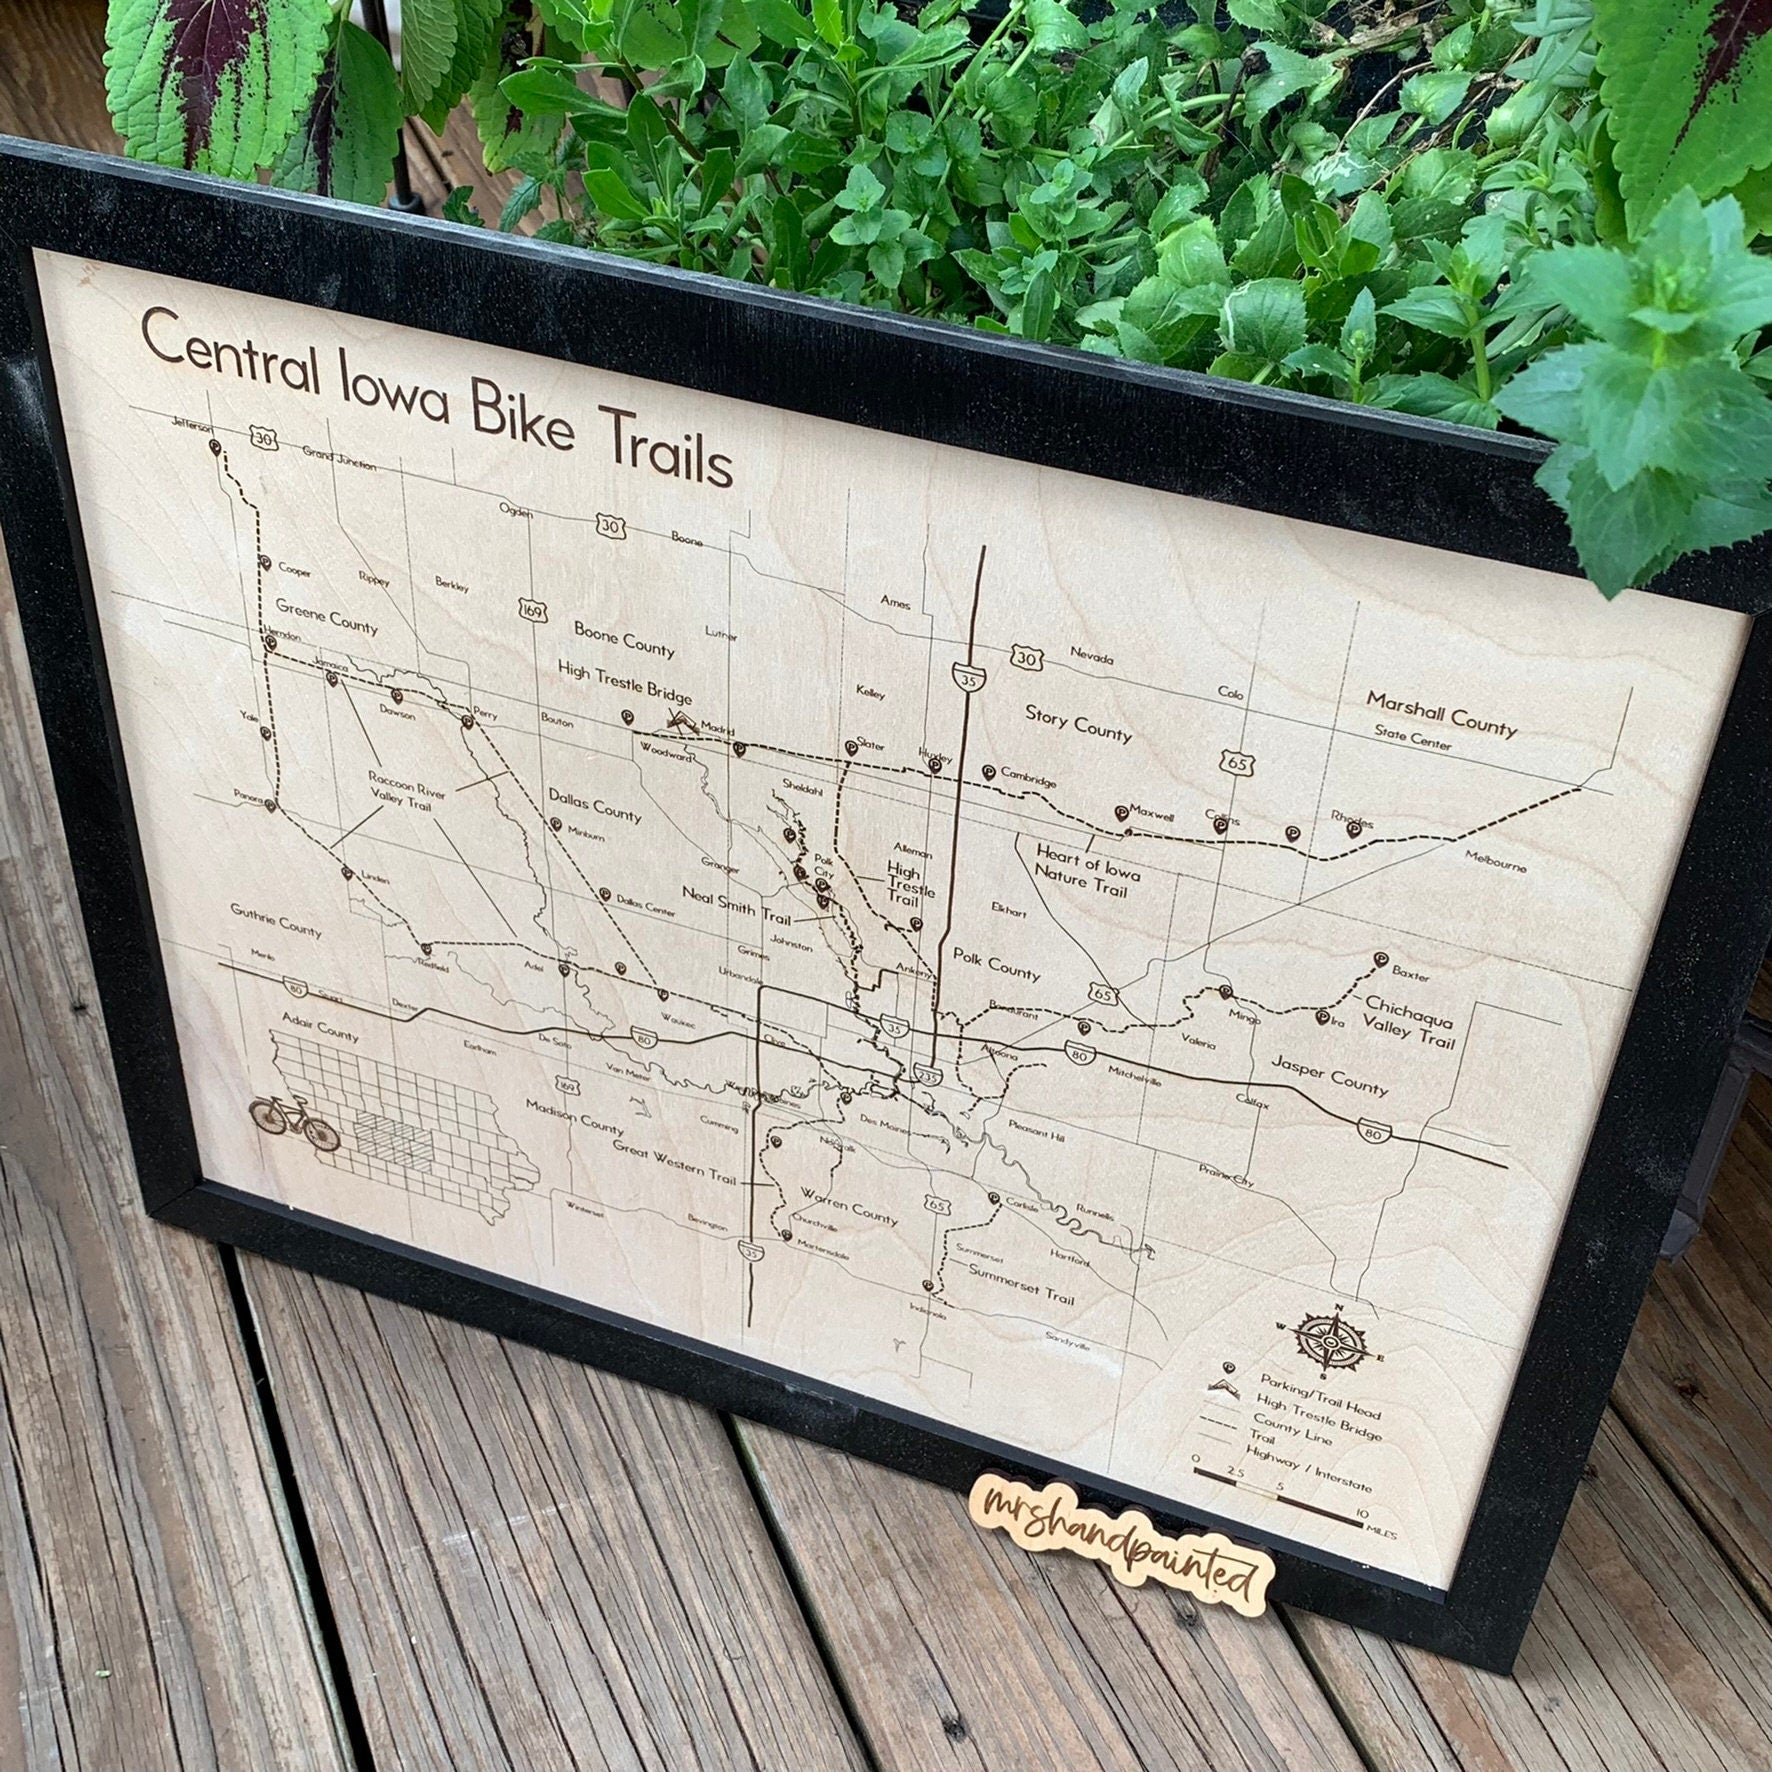 Central Iowa Bike Trails
Jefferson
30
Grand Junction
Ogden
30
Boone
Cooper
Rippey
Berkley
169
Ames
Greene County
Boone County
Luther
30
Nevada
Herndon
Jamaica
High Trestle Bridge
Kelley
35
Colo
Marshall County
State Center
Dawson
Perry
Bouton
Madrid
Woodward
Slater
Huxley
Story County
65
Yale
Cambridge
Panora
Raccoon River
Valley Trail
Dallas County
Sheldahl
Maxwell
Collins
Rhodes
Minburn
Melbourne
Alleman
Heart of Iowa
Nature Trail
Granger
Polk
City
High
Trestle
Trail
Linden
Dallas Center
Neal Smith Trail
Elkhart
Guthrie County
Johnston
Grimes
Menlo
Redfield
Adel
Urbandale
Ankeny
Polk County
Baxter
80
Stuart
Dexter
Waukee
65
Bondurant
Mingo
Ira
Chichaqua
Valley Trail
Adair County
80
De Soto
Clive
35
Altoona
80
Valeria
Earlham
Van Meter
235
Mitchellville
Jasper County
169
Colfax
80
Madison County
Cumming
Norwalk
Des Moines
Pleasant Hill
Great Western Trail
Prairie City
Warren County
65
Carlisle
Runnells
Winterset
Bevington
Churchville
Martensdale
35
Summerset
Hartford
Summerset Trail
Indianola
Sandyville
N
W
E
S
Parking/Trail Head
High Trestle Bridge
County Line
Trail
Highway / Interstate
0 2.5 5 10
MILES
mrshandpainted